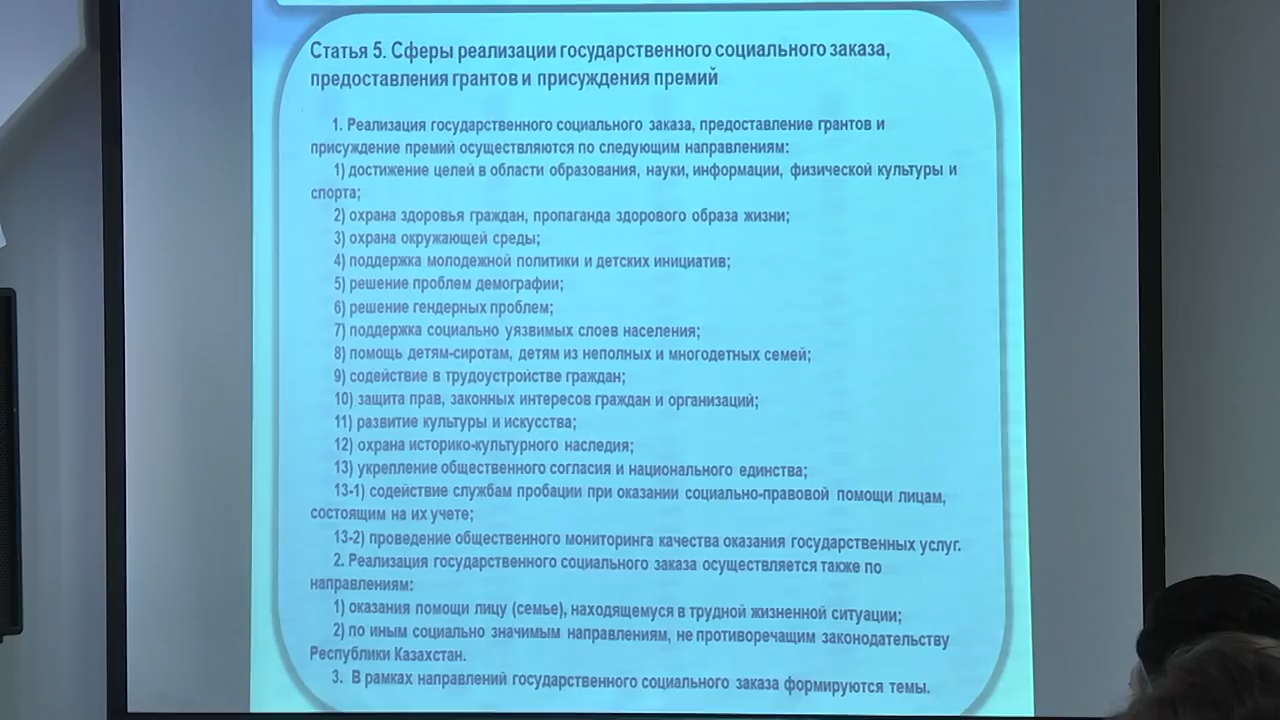 Статья 5. Сферы реализации государственного социального заказа,
предоставления грантов и присуждения премий
1. Реализация государственного социального заказа, предоставление грантов и
присуждение премий осуществляются по следующим направлениям:
1) достижение целей в области образования, науки, информации, физической культуры и
спорта;
2) охрана здоровья граждан, пропаганда здорового образа жизни;
3) охрана окружающей среды;
4) поддержка молодежной политики и детских инициатив;
5) решение проблем демографии;
6) решение гендерных проблем;
7) поддержка социально уязвимых слоев населения;
8) помощь детям-сиротам, детям из неполных и многодетных семей;
9) содействие в трудоустройстве граждан;
10) защита прав, законных интересов граждан и организаций;
11) развитие культуры и искусства;
12) охрана историко-культурного наследия;
13) укрепление общественного согласия и национального единства;
13-1) содействие службам пробации при оказании социально-правовой помощи лицам,
состоящим на их учете;
13-2) проведение общественного мониторинга качества оказания государственных услуг.
2. Реализация государственного социального заказа осуществляется также по
направлениям:
1) оказания помощи лицу (семье), находящемуся в трудной жизненной ситуации;
2) по иным социально значимым направлениям, не противоречащим законодательству
Республики Казахстан.
3. В рамках направлений государственного социального заказа формируются темы.